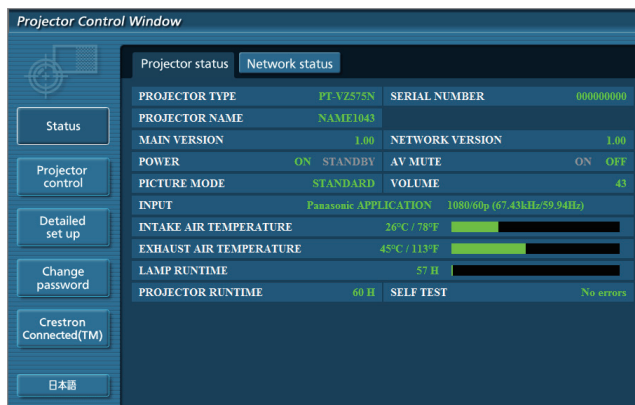 Projector Control Window
Projector status Network status
Status
Projector
control
Detailed
set up
Change
password
Crestron
Connected(TM)
日本語
PROJECTOR TYPE PT-VZ575N SERIAL NUMBER 000000000
PROJECTOR NAME NAME1043
MAIN VERSION 1.00 NETWORK VERSION 1.00
POWER ON STANDBY AV MUTE ON OFF
PICTURE MODE STANDARD VOLUME 43
INPUT Panasonic APPLICATION 1080/60p (67.43kHz/59.94Hz)
INTAKE AIR TEMPERATURE 26°C / 78°F
EXHAUST AIR TEMPERATURE 45°C / 113°F
LAMP RUNTIME 57 H
PROJECTOR RUNTIME 60 H SELF TEST No errors